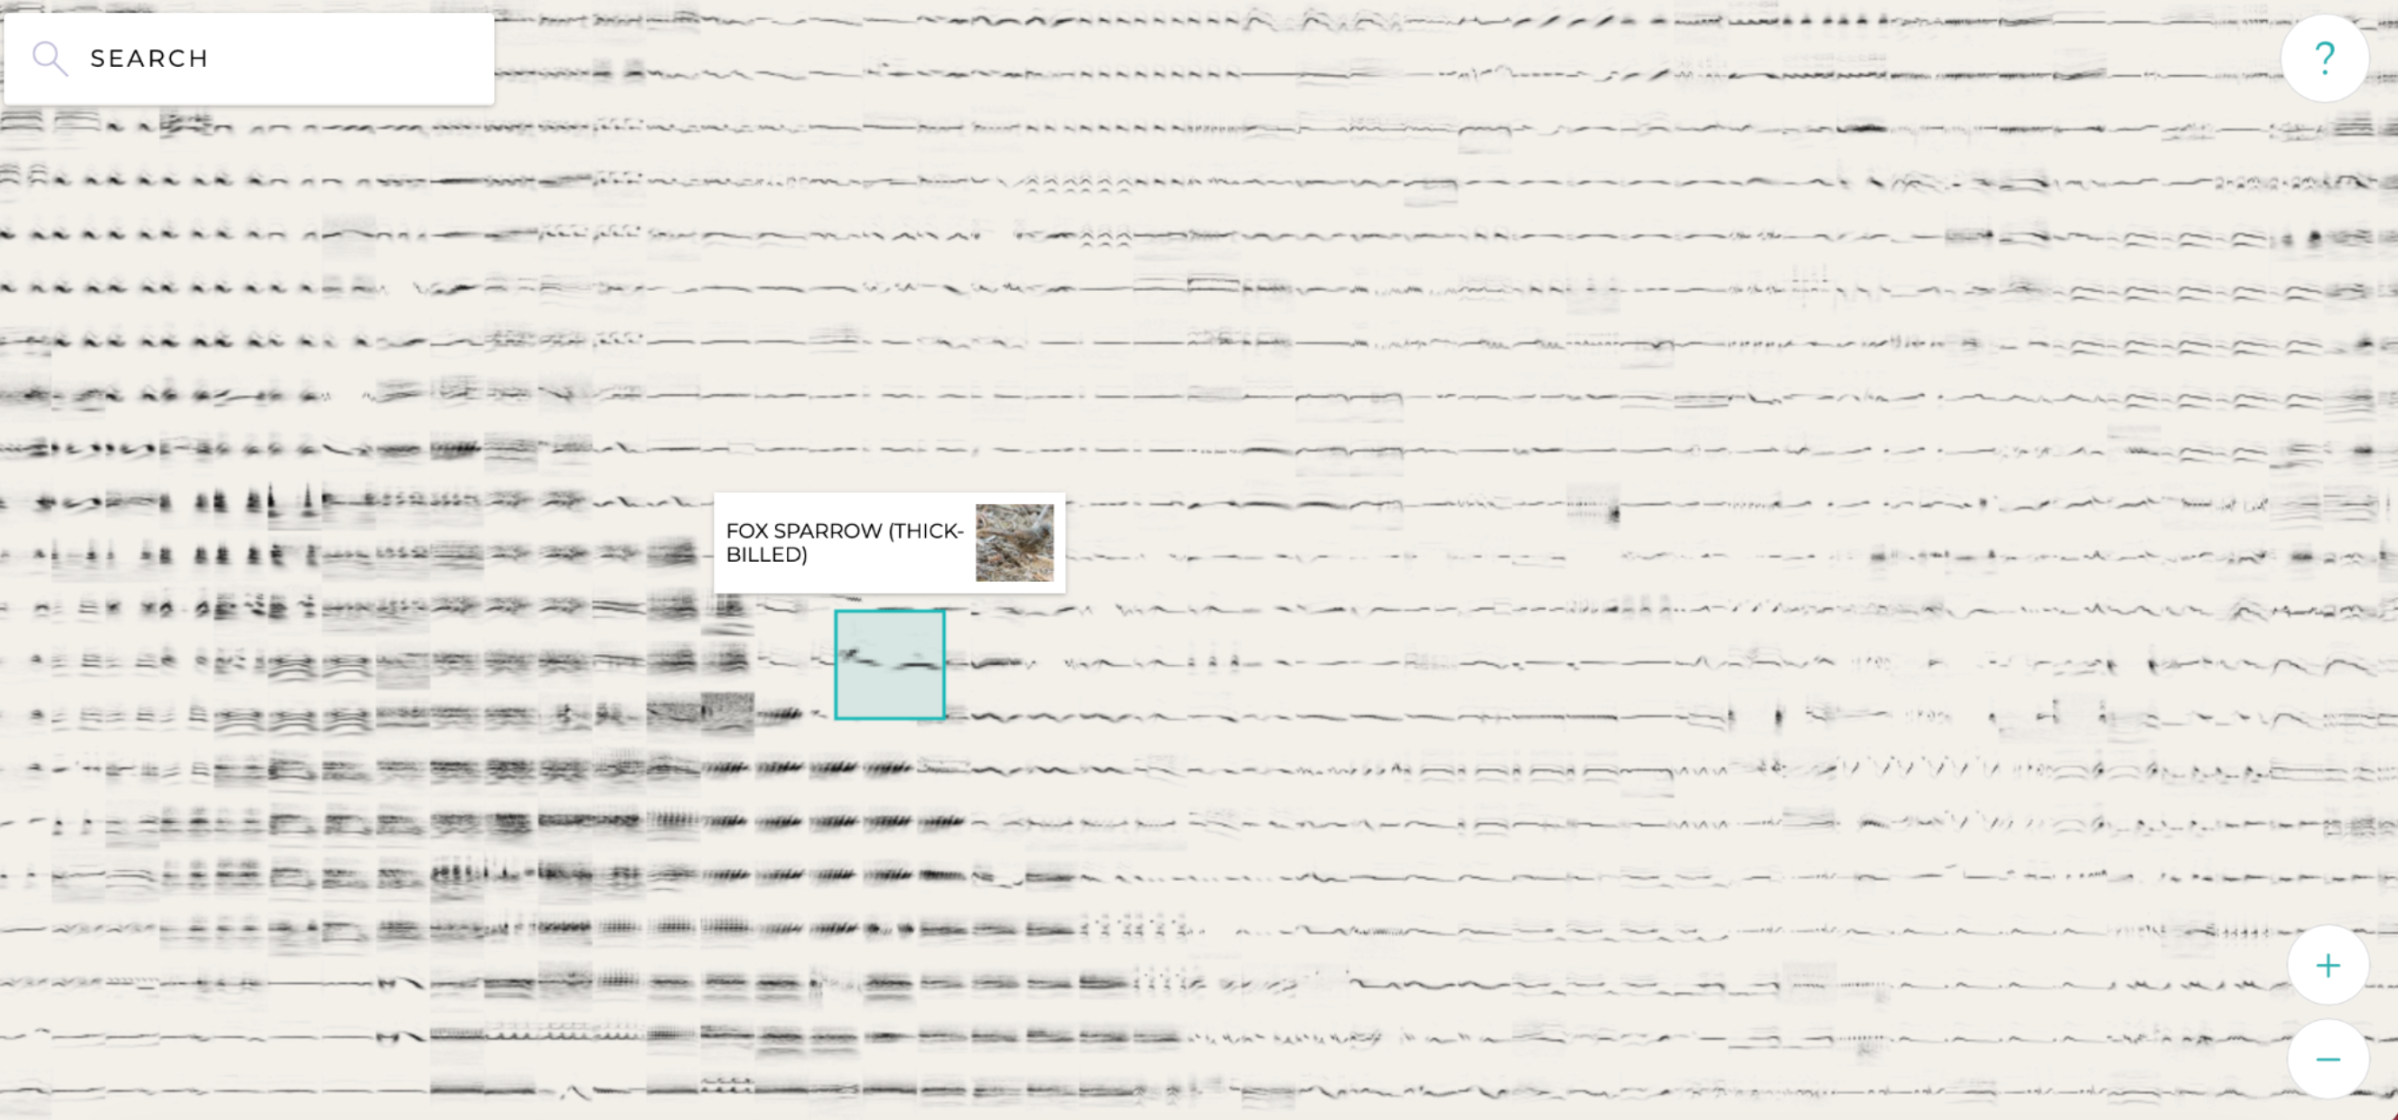 SEARCH
?
FOX SPARROW (THICK-
BILLED)
+
−